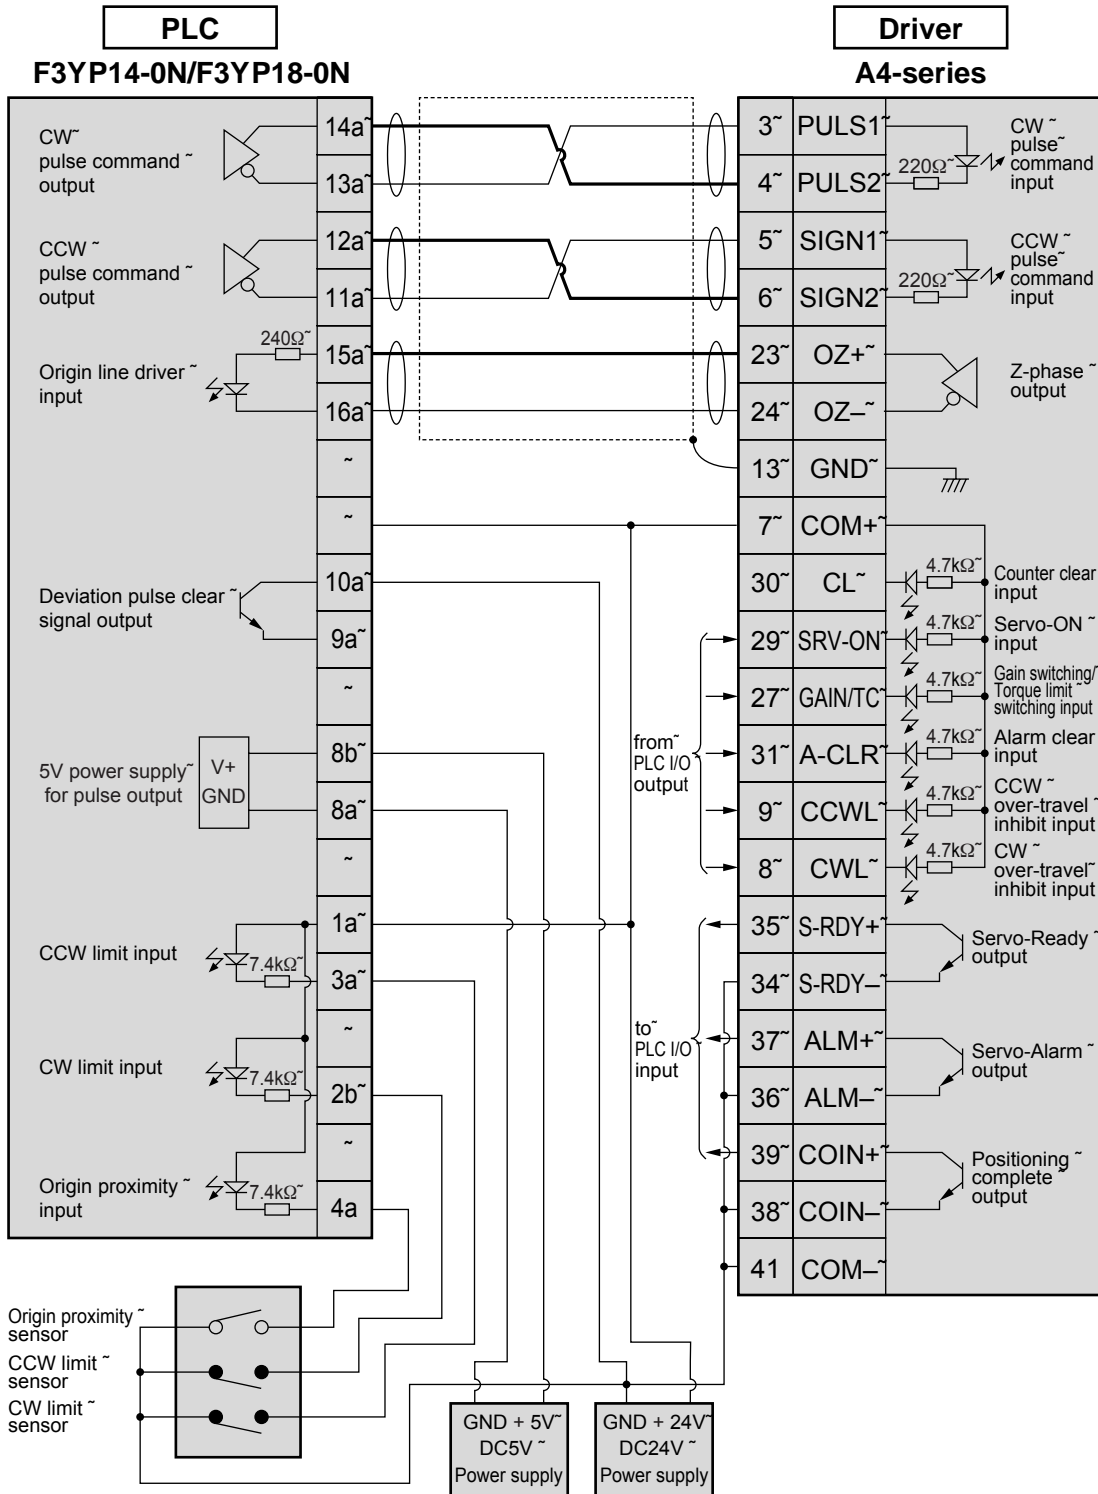 PLC
F3YP14-0N/F3YP18-0N
CW˜
pulse command ˜
output
14a˜
13a˜
CCW ˜
pulse command ˜
output
12a˜
11a˜
240Ω˜
Origin line driver ˜
input
15a˜
16a˜
˜
˜
Deviation pulse clear ˜
signal output
10a˜
9a˜
˜
5V power supply˜
for pulse output
V+
GND
8b˜
8a˜
˜
CCW limit input
7.4kΩ˜
1a˜
3a˜
˜
CW limit input
7.4kΩ˜
2b˜
˜
Origin proximity ˜
input
7.4kΩ˜
4a
Driver
A4-series
3˜ PULS1˜
4˜ PULS2˜
220Ω˜
CW ˜
pulse˜
command
input
5˜ SIGN1˜
6˜ SIGN2˜
220Ω˜
CCW ˜
pulse˜
command
input
23˜ OZ+˜
24˜ OZ–˜
Z-phase ˜
output
13˜ GND˜
7˜ COM+˜
30˜ CL˜
4.7kΩ˜
Counter clear
input
29˜ SRV-ON˜
4.7kΩ˜
Servo-ON ˜
input
27˜ GAIN/TC˜
4.7kΩ˜
Gain switching/˜
Torque limit ˜
switching input
31˜ A-CLR˜
4.7kΩ˜
Alarm clear
input
9˜ CCWL˜
4.7kΩ˜
CCW ˜
over-travel ˜
inhibit input
8˜ CWL˜
4.7kΩ˜
CW ˜
over-travel˜
inhibit input
from˜
PLC I/O ˜
output
35˜ S-RDY+˜
34˜ S-RDY–˜
Servo-Ready ˜
output
to˜
PLC I/O ˜
input
37˜ ALM+˜
36˜ ALM–˜
Servo-Alarm ˜
output
39˜ COIN+˜
38˜ COIN–˜
Positioning ˜
complete ˜
output
41 COM–˜
Origin proximity ˜
sensor
CCW limit ˜
sensor
CW limit ˜
sensor
GND + 5V˜
DC5V ˜
Power supply
GND + 24V˜
DC24V ˜
Power supply